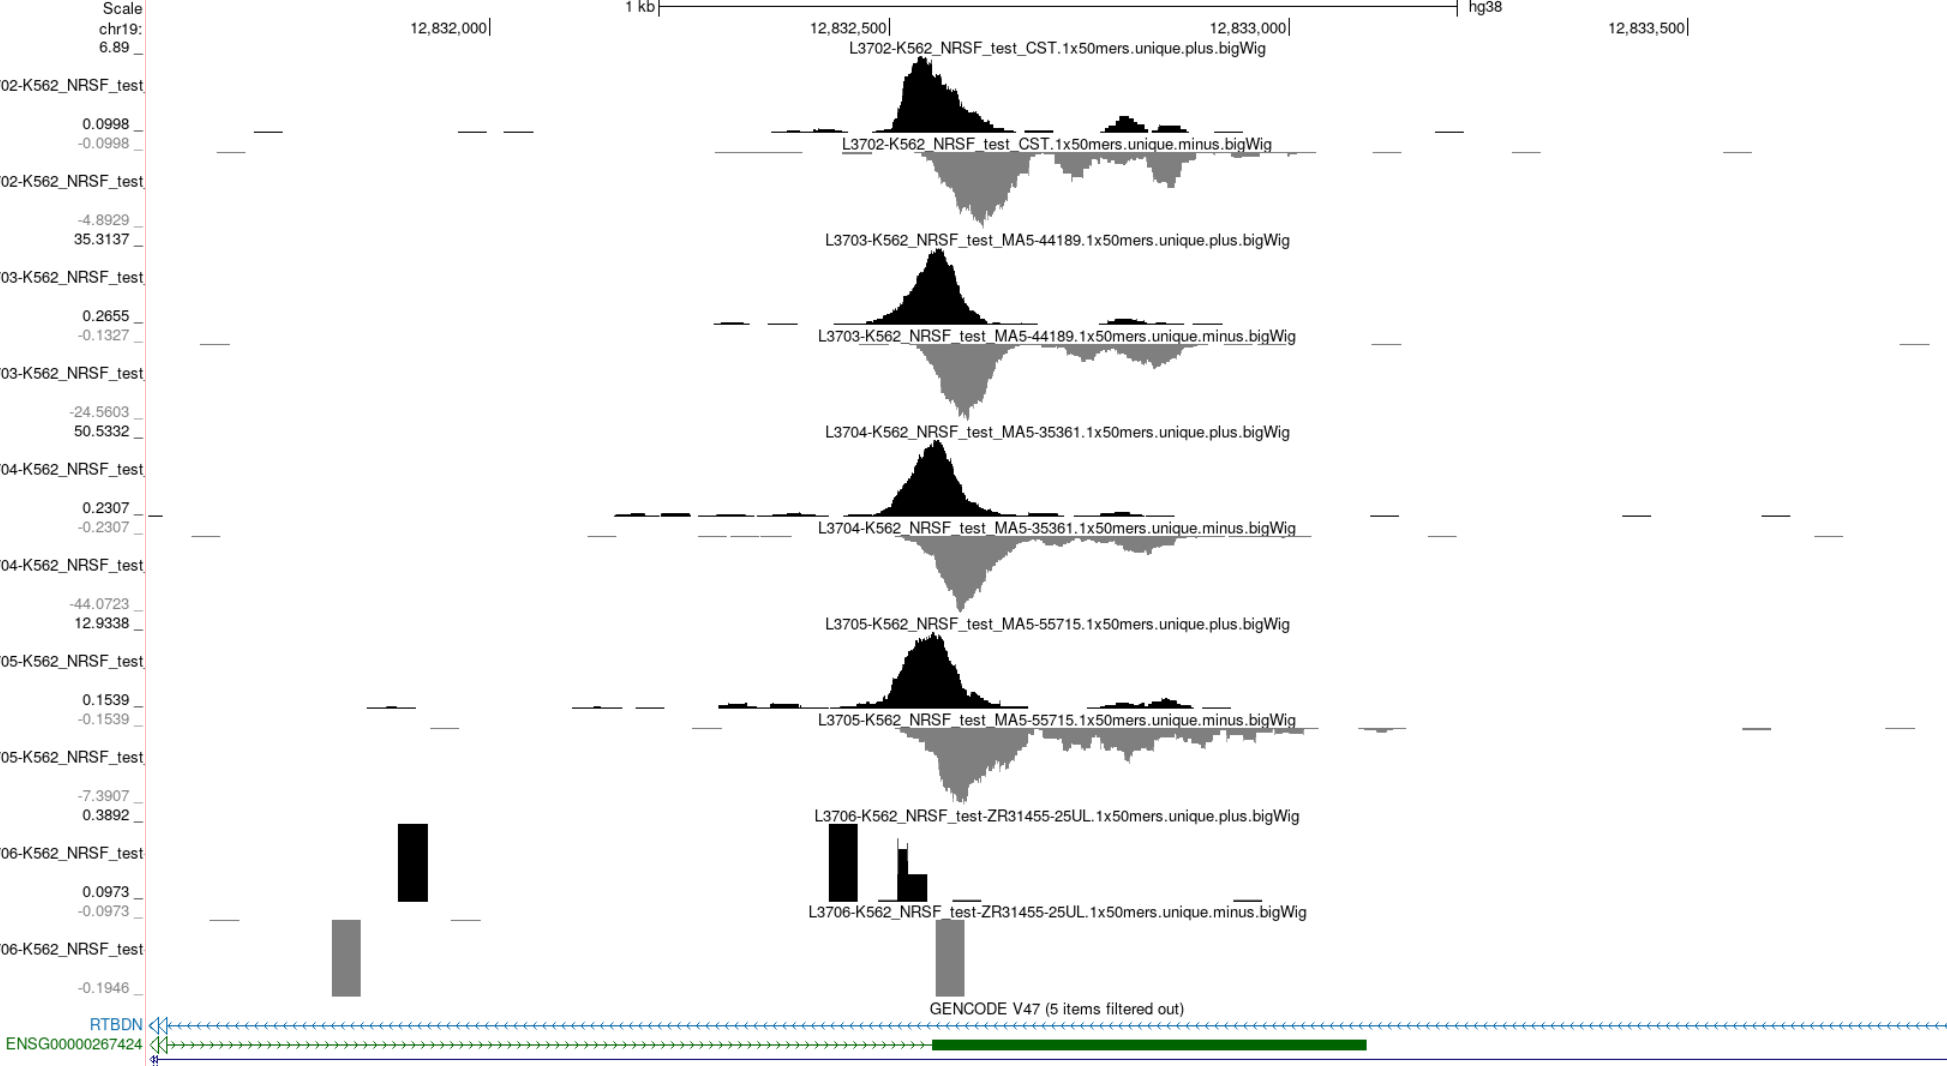 Scale 1 kb hg38
chr19: 12,832,000 12,832,500 12,833,000 12,833,500
6.89 _ L3702-K562_NRSF_test_CST.1x50mers.unique.plus.bigWig
02-K562_NRSF_test
0.0998 _
-0.0998 _ L3702-K562_NRSF_test_CST.1x50mers.unique.minus.bigWig
02-K562_NRSF_test
-4.8929 _
35.3137 _ L3703-K562_NRSF_test_MA5-44189.1x50mers.unique.plus.bigWig
03-K562_NRSF_test
0.2655 _
-0.1327 _ L3703-K562_NRSF_test_MA5-44189.1x50mers.unique.minus.bigWig
03-K562_NRSF_test
-24.5603 _
50.5332 _ L3704-K562_NRSF_test_MA5-35361.1x50mers.unique.plus.bigWig
04-K562_NRSF_test
0.2307 _
-0.2307 _ L3704-K562_NRSF_test_MA5-35361.1x50mers.unique.minus.bigWig
04-K562_NRSF_test
-44.0723 _
12.9338 _ L3705-K562_NRSF_test_MA5-55715.1x50mers.unique.plus.bigWig
05-K562_NRSF_test
0.1539 _
-0.1539 _ L3705-K562_NRSF_test_MA5-55715.1x50mers.unique.minus.bigWig
05-K562_NRSF_test
-7.3907 _
0.3892 _ L3706-K562_NRSF_test-ZR31455-25UL.1x50mers.unique.plus.bigWig
06-K562_NRSF_test
0.0973 _
-0.0973 _ L3706-K562_NRSF_test-ZR31455-25UL.1x50mers.unique.minus.bigWig
06-K562_NRSF_test
-0.1946 _
GENCODE V47 (5 items filtered out)
RTBDN
ENSG00000267424